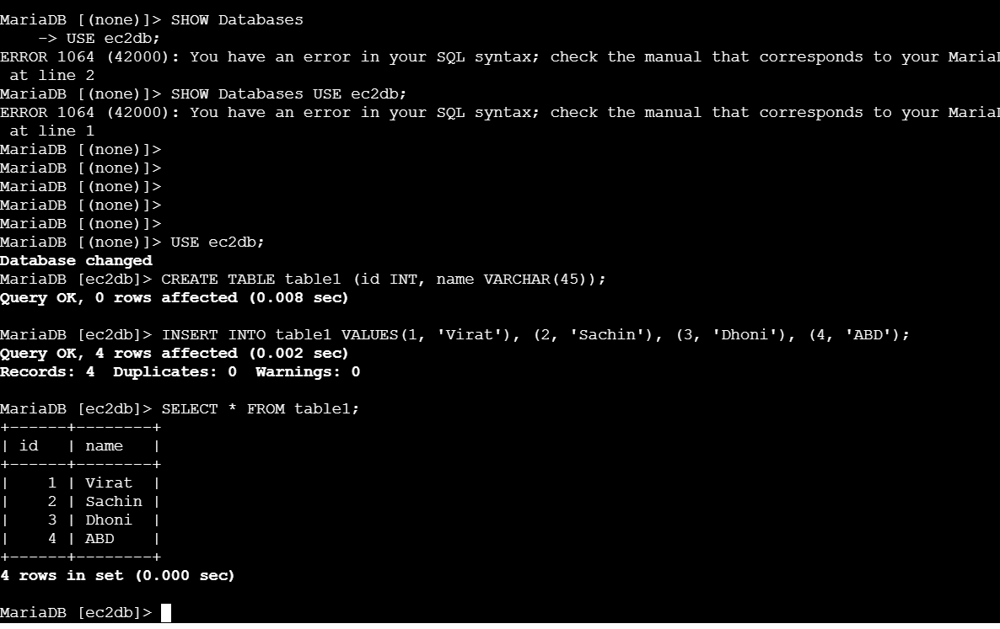 MariaDB [(none)]> SHOW Databases
    -> USE ec2db;
ERROR 1064 (42000): You have an error in your SQL syntax; check the manual that corresponds to your Maria
 at line 2
MariaDB [(none)]> SHOW Databases USE ec2db;
ERROR 1064 (42000): You have an error in your SQL syntax; check the manual that corresponds to your Maria
 at line 1
MariaDB [(none)]>
MariaDB [(none)]>
MariaDB [(none)]>
MariaDB [(none)]>
MariaDB [(none)]>
MariaDB [(none)]> USE ec2db;
Database changed
MariaDB [ec2db]> CREATE TABLE table1 (id INT, name VARCHAR(45));
Query OK, 0 rows affected (0.008 sec)
MariaDB [ec2db]> INSERT INTO table1 VALUES(1, 'Virat'), (2, 'Sachin'), (3, 'Dhoni'), (4, 'ABD');
Query OK, 4 rows affected (0.002 sec)
Records: 4  Duplicates: 0  Warnings: 0
MariaDB [ec2db]> SELECT * FROM table1;
+------+--------+
| id   | name   |
+------+--------+
|    1 | Virat  |
|    2 | Sachin |
|    3 | Dhoni  |
|    4 | ABD    |
+------+--------+
4 rows in set (0.000 sec)
MariaDB [ec2db]>